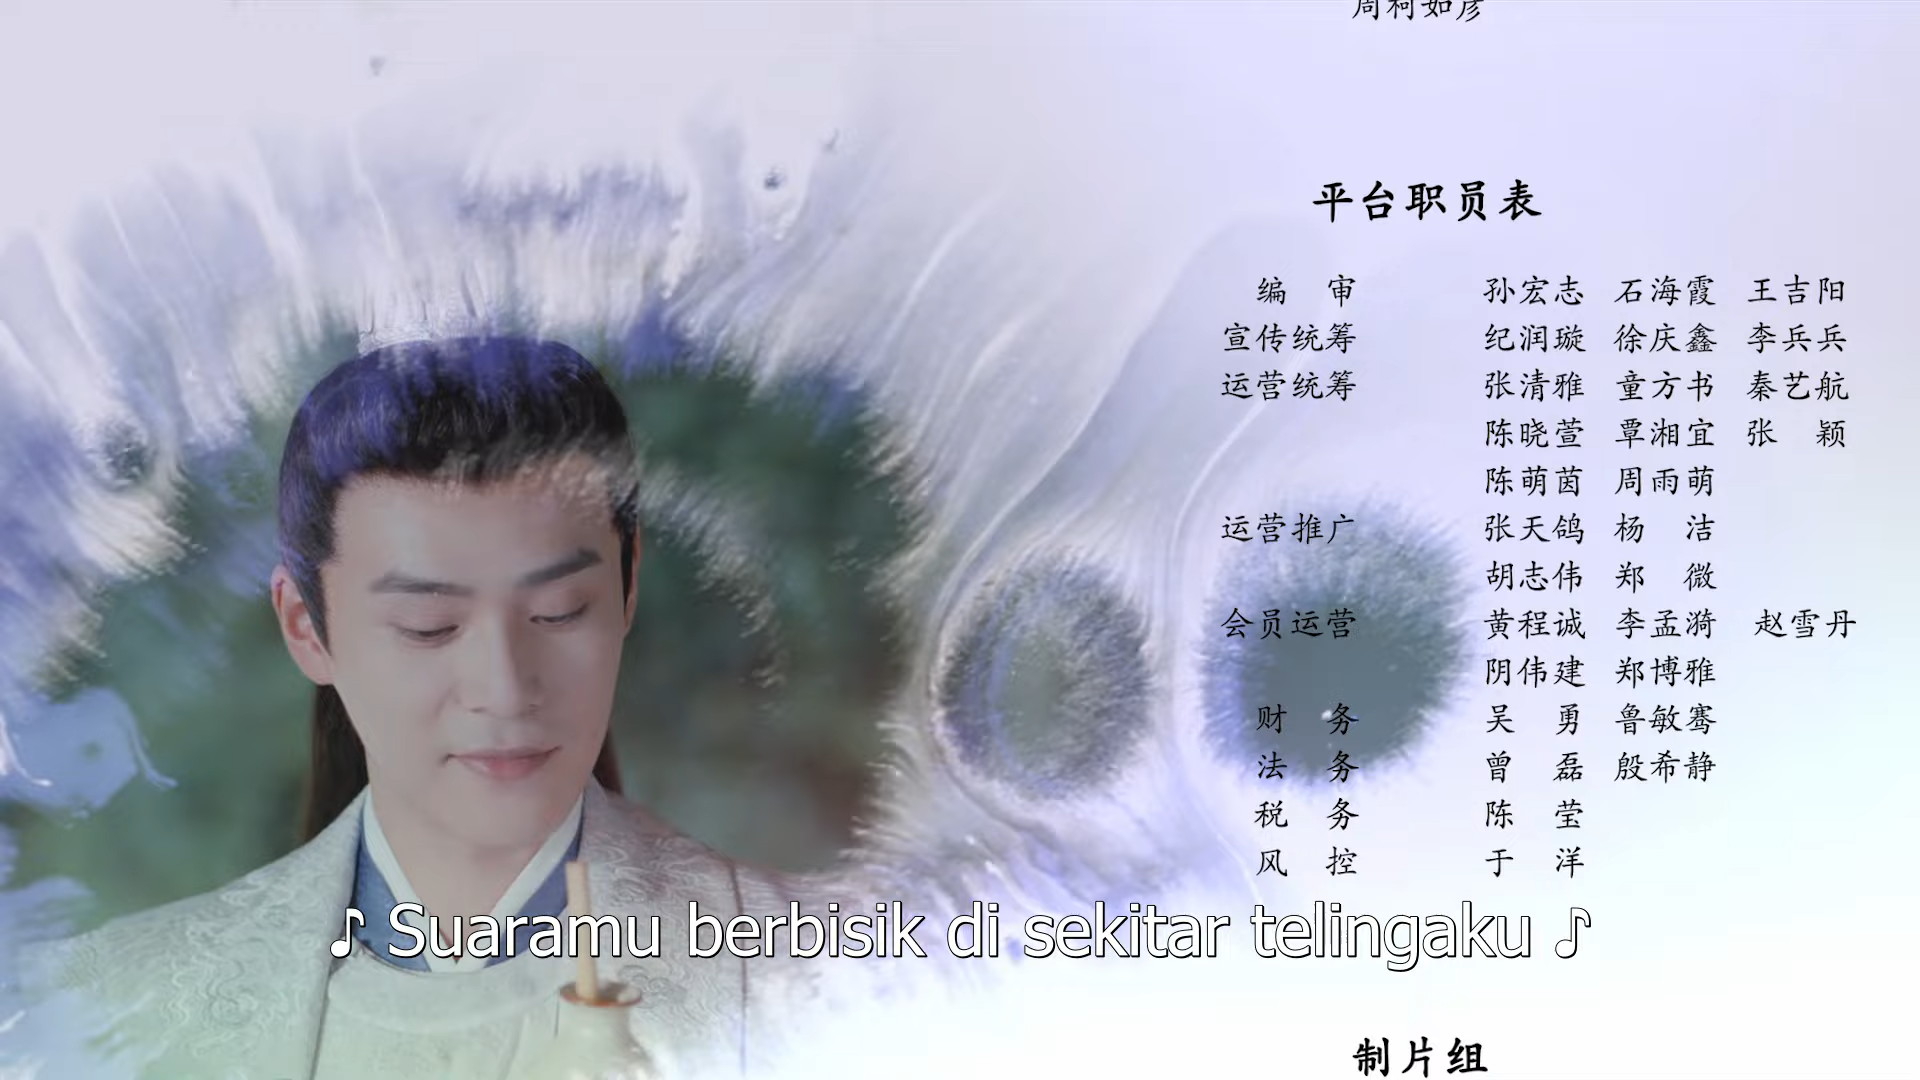 周柯如彦
平台职员表
编 审 孙宏志 石海霞 王吉阳
宣传统筹 纪润璇 徐庆鑫 李兵兵
运营统筹 张清雅 童方书 秦艺航
陈晓萱 覃湘宜 张 颖
陈萌茵 周雨萌
运营推广 张天鸽 杨 洁
胡志伟 郑 微
会员运营 黄程诚 李孟漪 赵雪丹
阴伟建 郑博雅
财 务 吴 勇 鲁敏骞
法 务 曾 磊 殷希静
税 务 陈 莹
风 控 于 洋
♪ Suaramu berbisik di sekitar telingaku ♪
制片组